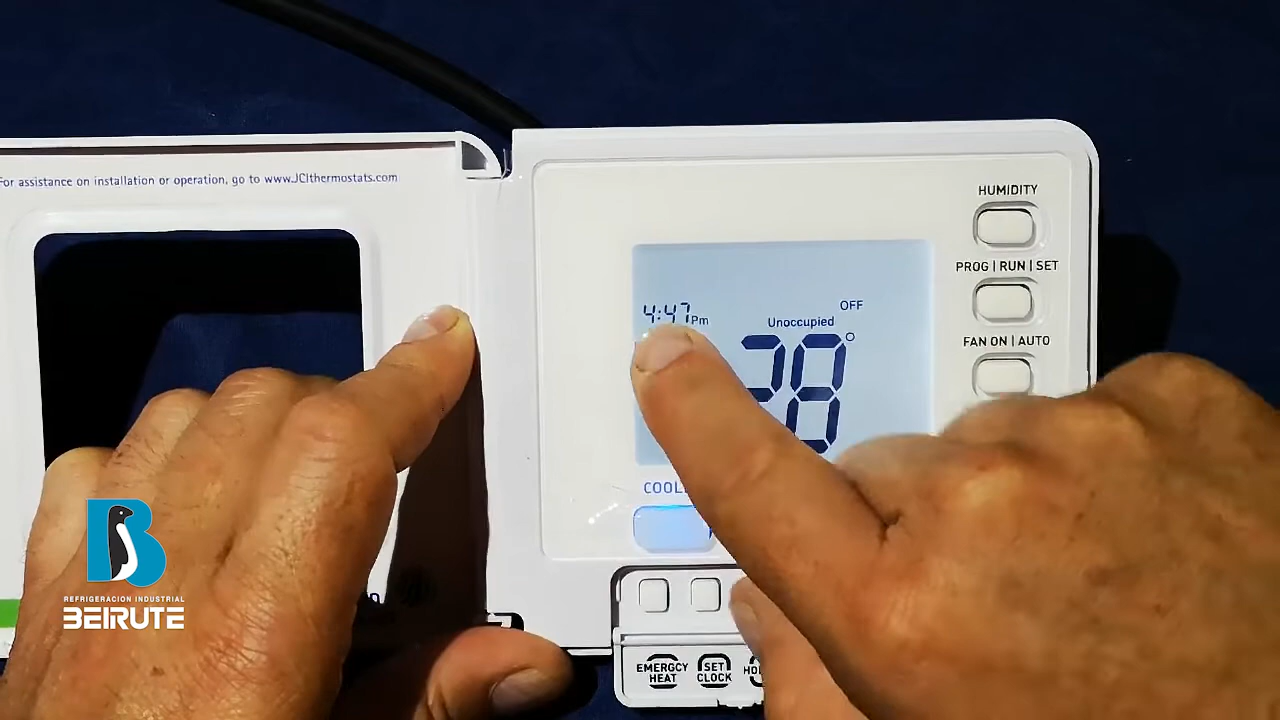 For assistance on installation or operation, go to www.JCIthermostats.com
HUMIDITY
PROG | RUN | SET
FAN ON | AUTO
4:47 Pm
OFF
Unoccupied
28°
COOL
EMERGCY HEAT
SET CLOCK
B
REFRIGERACION INDUSTRIAL
BEIRUTE